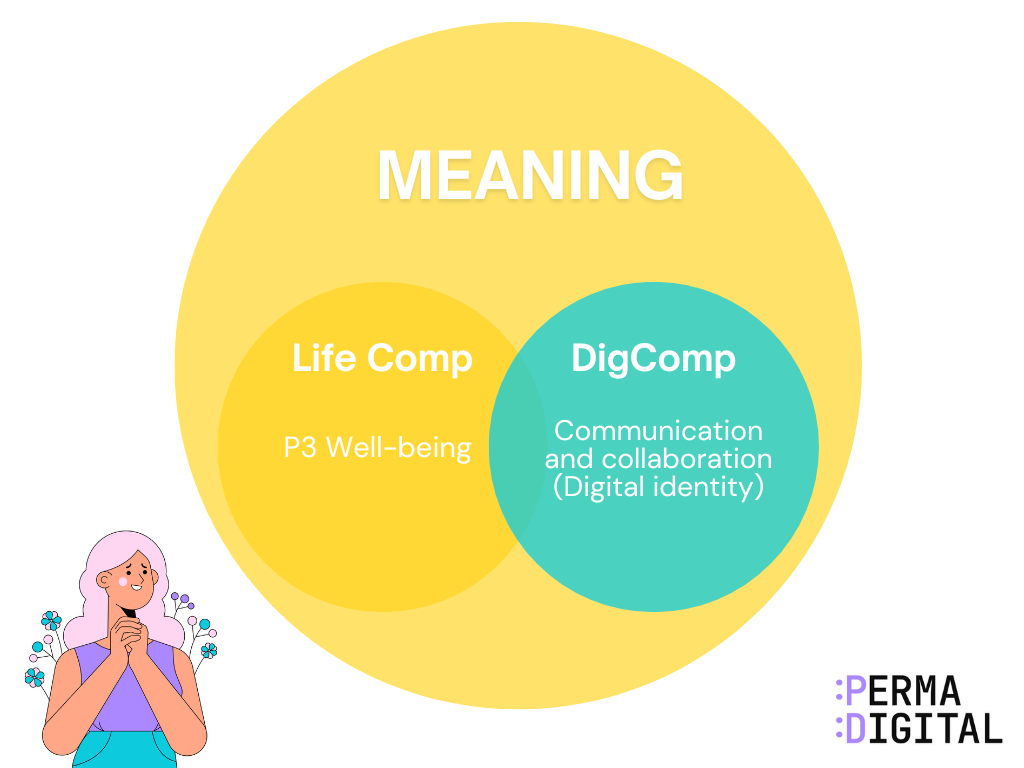 MEANING
Life Comp
P3 Well-being
DigComp
Communication
and collaboration
(Digital identity)
:PERMA
:DIGITAL